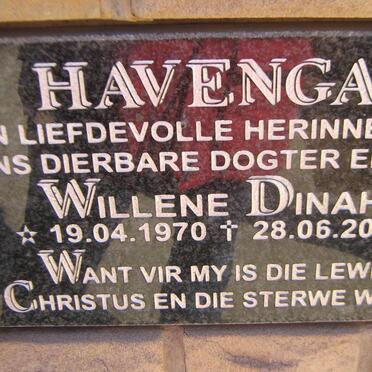 HAVENGA
N LIEFDEVOLLE HERINNE
NS DIERBARE DOGTER E
WILLENE DINAH
☆ 19.04.1970 † 28.06.20
WANT VIR MY IS DIE LEW
CHRISTUS EN DIE STERWE W